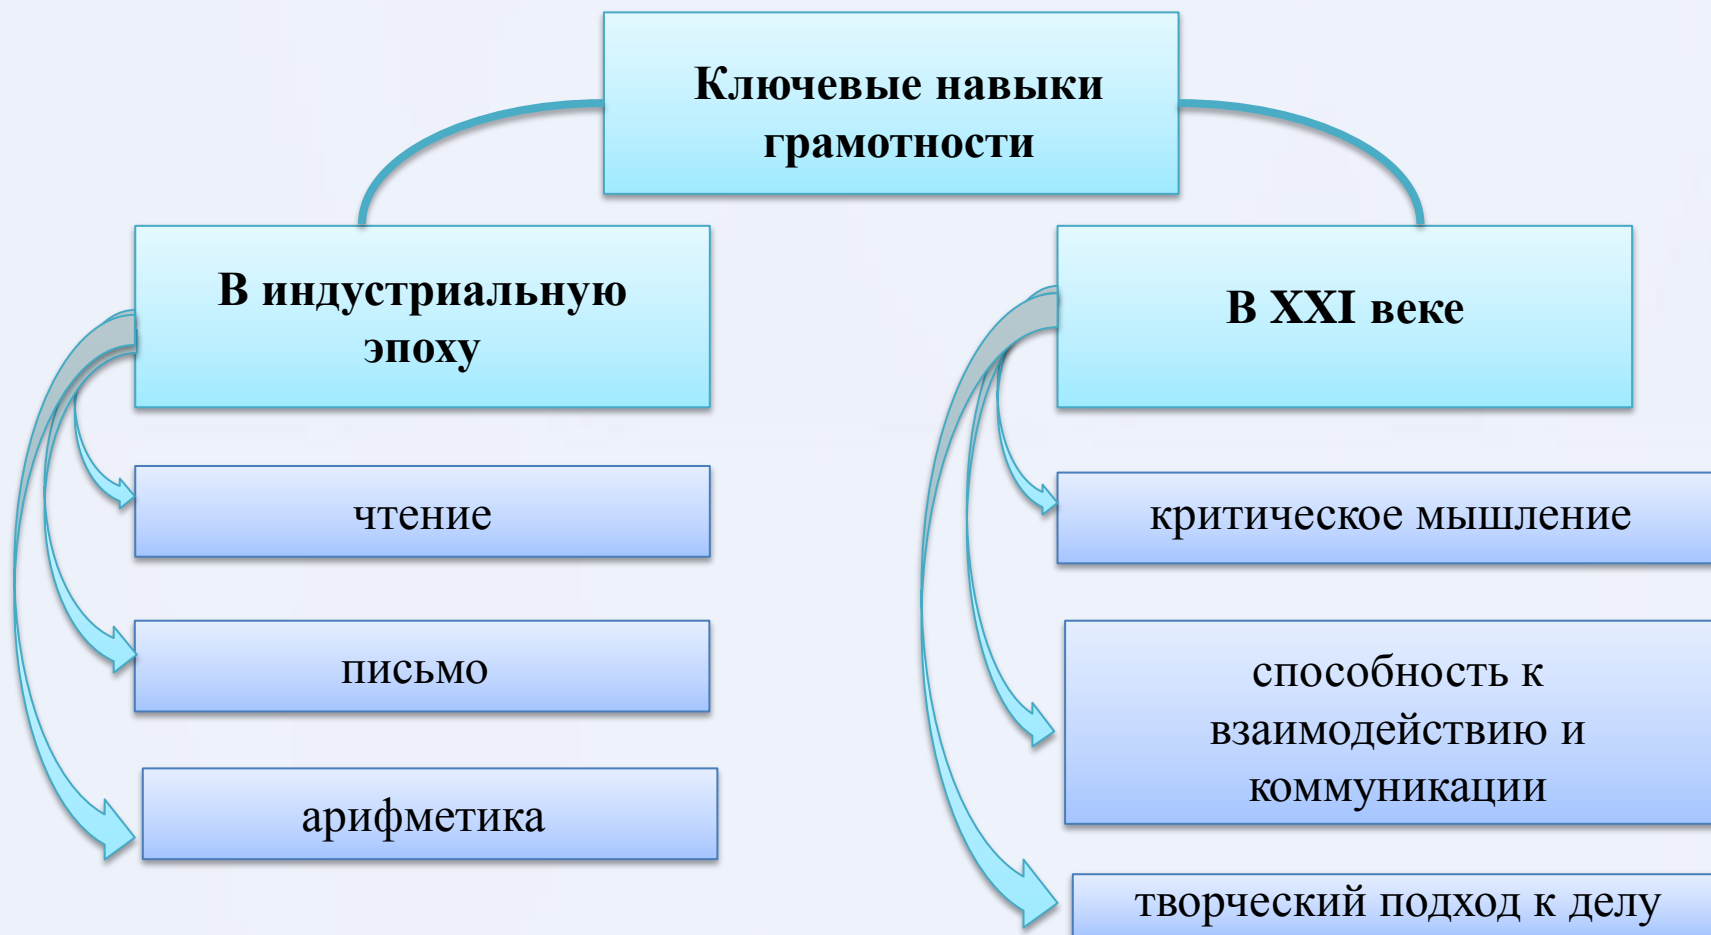 Ключевые навыки
грамотности
В индустриальную
эпоху
чтение
письмо
арифметика
В XXI веке
критическое мышление
способность к
взаимодействию и
коммуникации
творческий подход к делу